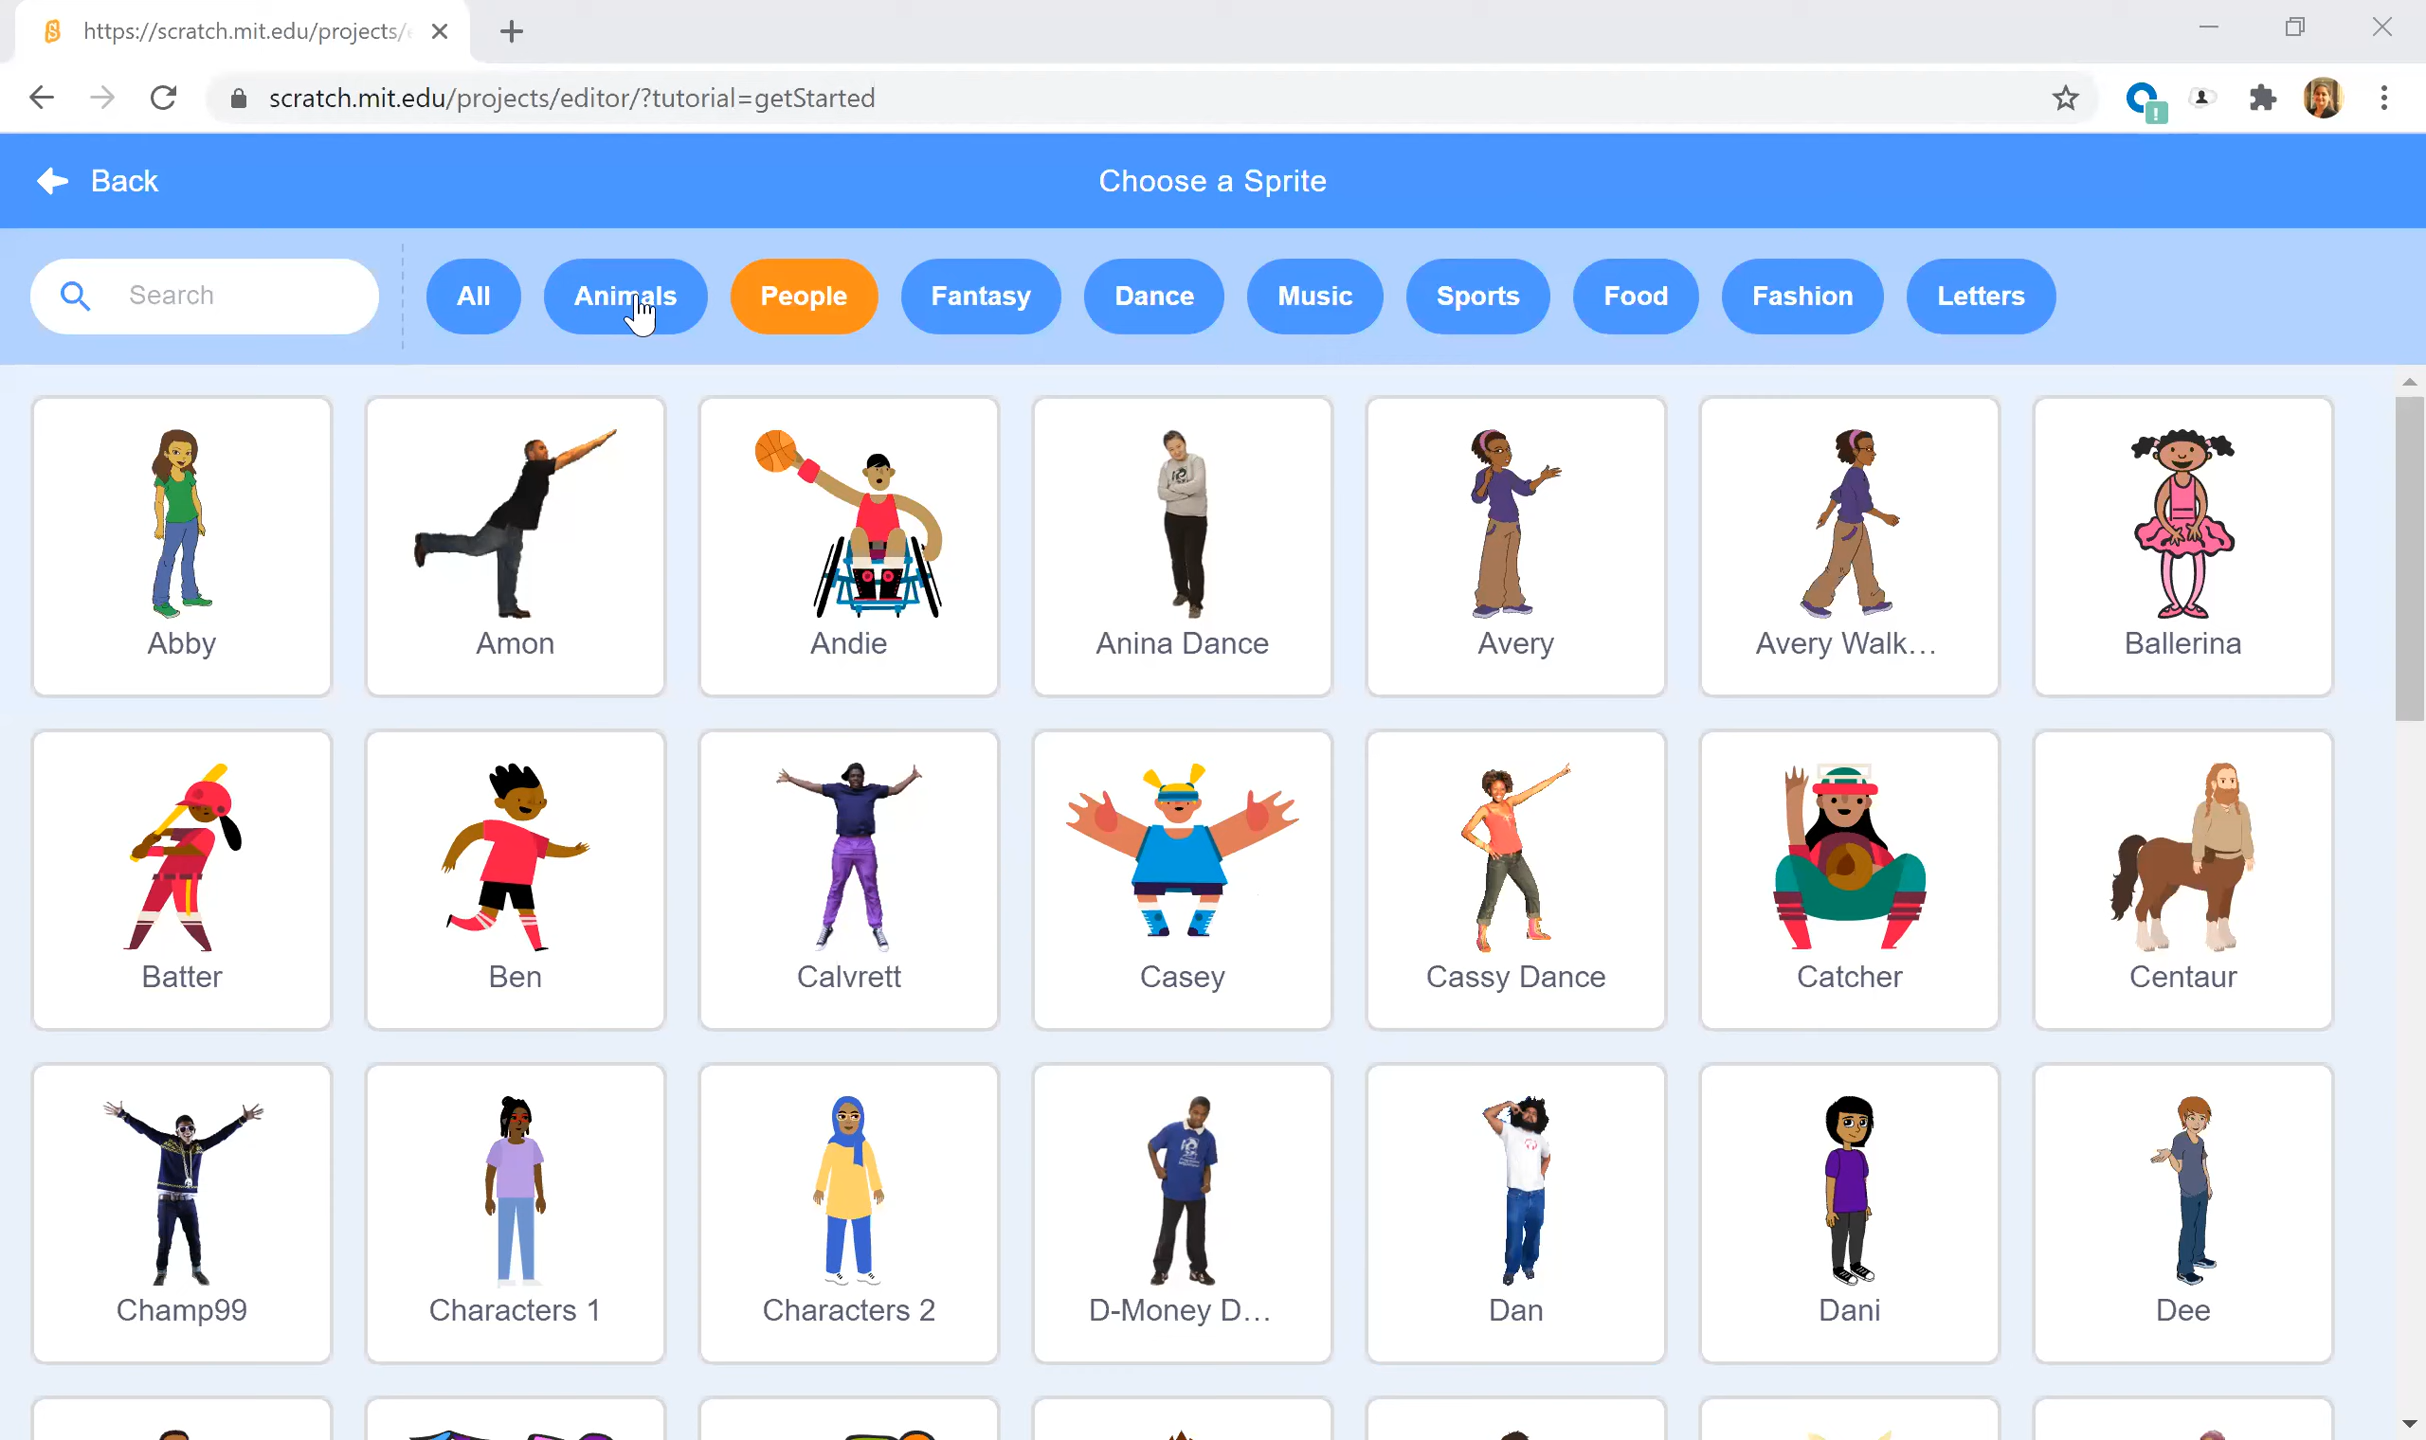 https://scratch.mit.edu/projects/
scratch.mit.edu/projects/editor/?tutorial=getStarted
Back
Choose a Sprite
Search
All
Animals
People
Fantasy
Dance
Music
Sports
Food
Fashion
Letters
Abby
Amon
Andie
Anina Dance
Avery
Avery Walk...
Ballerina
Batter
Ben
Calvrett
Casey
Cassy Dance
Catcher
Centaur
Champ99
Characters 1
Characters 2
D-Money D...
Dan
Dani
Dee